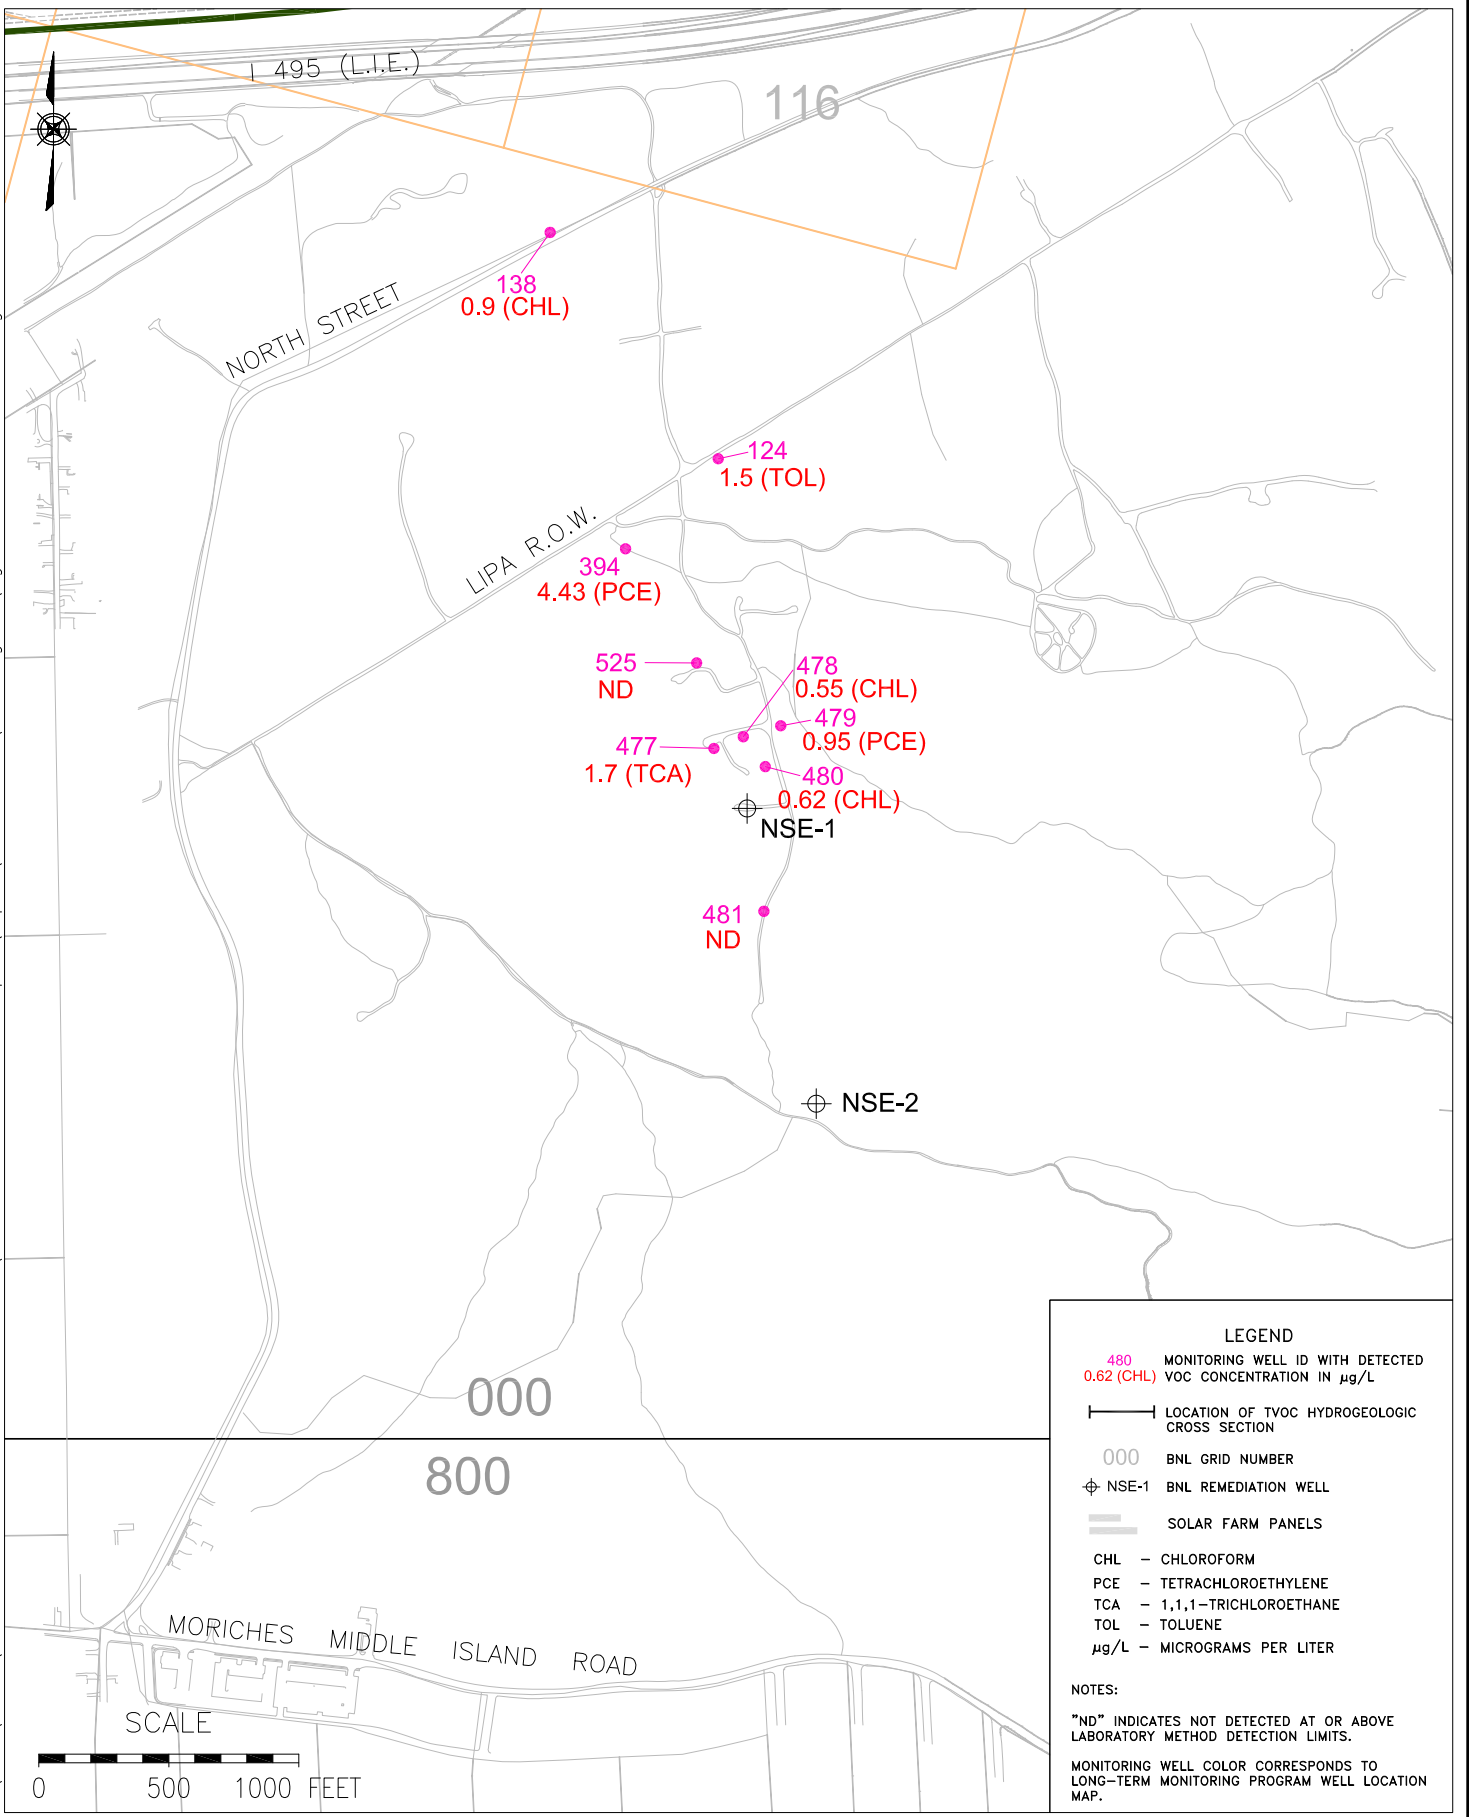 I 495 (L.I.E.)
116
138
0.9 (CHL)
NORTH STREET
124
1.5 (TOL)
LIPA R.O.W.
394
4.43 (PCE)
525
ND
478
0.55 (CHL)
479
0.95 (PCE)
477
1.7 (TCA)
480
0.62 (CHL)
NSE-1
481
ND
NSE-2
000
800
MORICHES MIDDLE ISLAND ROAD
SCALE
0 500 1000 FEET
LEGEND
480 MONITORING WELL ID WITH DETECTED
0.62 (CHL) VOC CONCENTRATION IN µg/L
LOCATION OF TVOC HYDROGEOLOGIC
CROSS SECTION
000 BNL GRID NUMBER
NSE-1 BNL REMEDIATION WELL
SOLAR FARM PANELS
CHL – CHLOROFORM
PCE – TETRACHLOROETHYLENE
TCA – 1,1,1-TRICHLOROETHANE
TOL – TOLUENE
µg/L – MICROGRAMS PER LITER
NOTES:
"ND" INDICATES NOT DETECTED AT OR ABOVE
LABORATORY METHOD DETECTION LIMITS.
MONITORING WELL COLOR CORRESPONDS TO
LONG-TERM MONITORING PROGRAM WELL LOCATION
MAP.